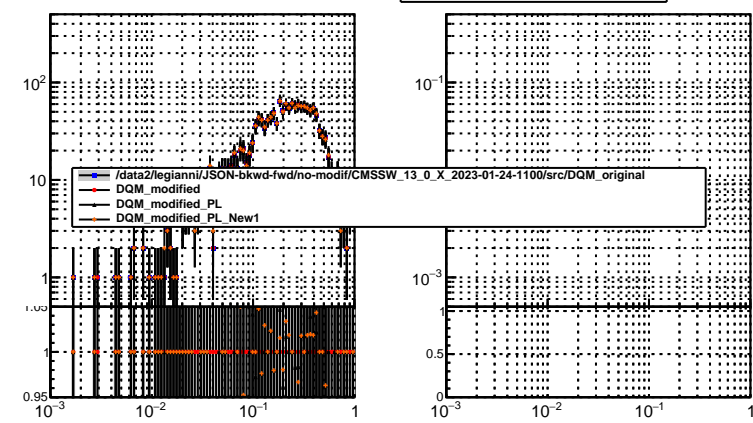 10²
10
1
1.05
1
0.95
10⁻³ 10⁻² 10⁻¹ 1
/data2/legianni/JSON-bkwd-fwd/no-modif/CMSSW_13_0_X_2023-01-24-1100/src/DQM_original
DQM_modified
DQM_modified_PL
DQM_modified_PL_New1
10⁻¹
10⁻³
1
0.5
0
10⁻³ 10⁻² 10⁻¹ 1